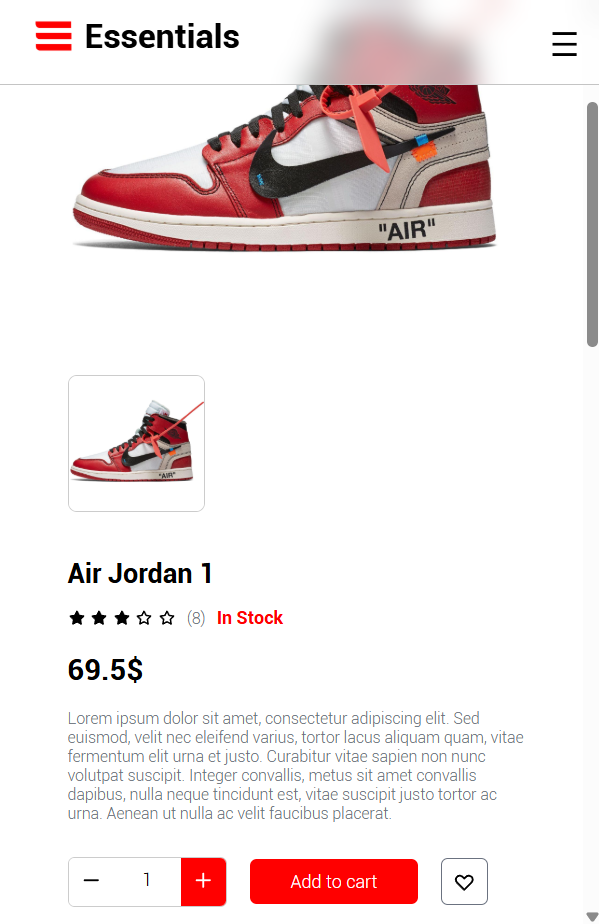 Essentials
"AIR"
"AIR"
Air Jordan 1
(8) In Stock
69.5$
Lorem ipsum dolor sit amet, consectetur adipiscing elit. Sed
euismod, velit nec eleifend varius, tortor lacus aliquam quam, vitae
fermentum elit urna et justo. Curabitur vitae sapien non nunc
volutpat suscipit. Integer convallis, metus sit amet convallis
dapibus, nulla neque tincidunt est, vitae suscipit justo tortor ac
urna. Aenean ut nulla ac velit faucibus placerat.
− 1 + Add to cart